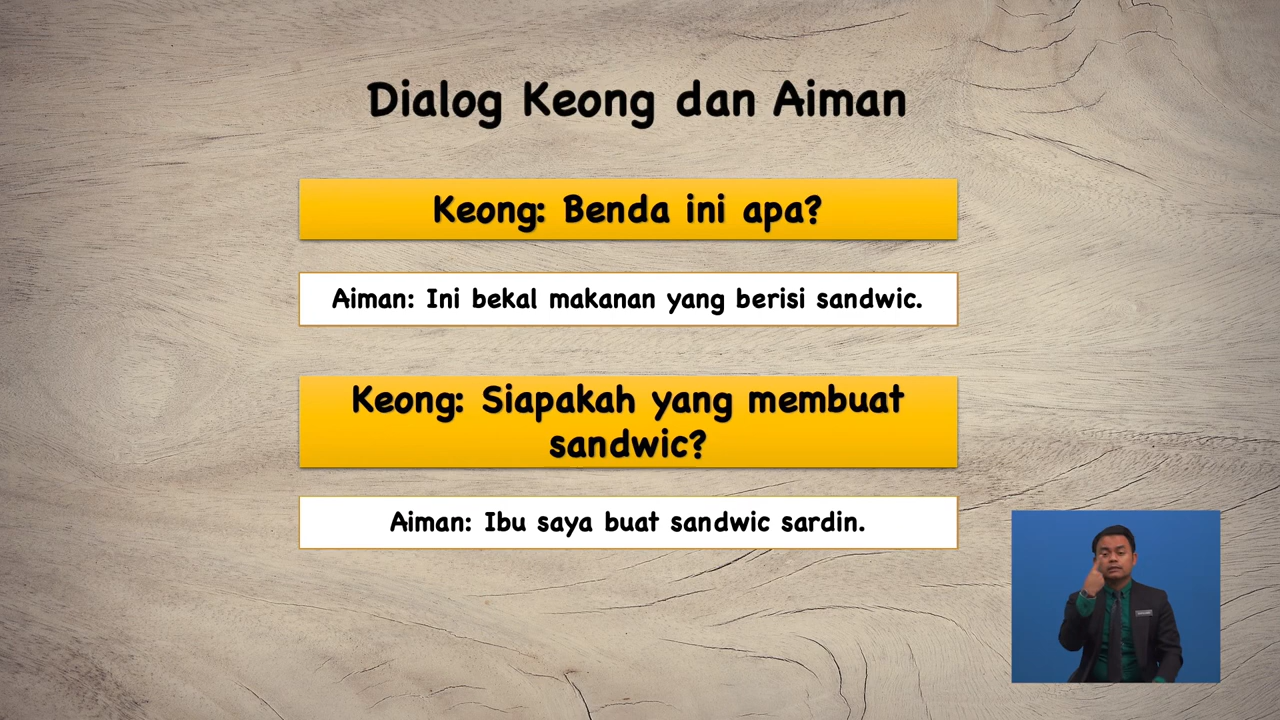 Dialog Keong dan Aiman
Keong: Benda ini apa?
Aiman: Ini bekal makanan yang berisi sandwic.
Keong: Siapakah yang membuat
sandwic?
Aiman: Ibu saya buat sandwic sardin.